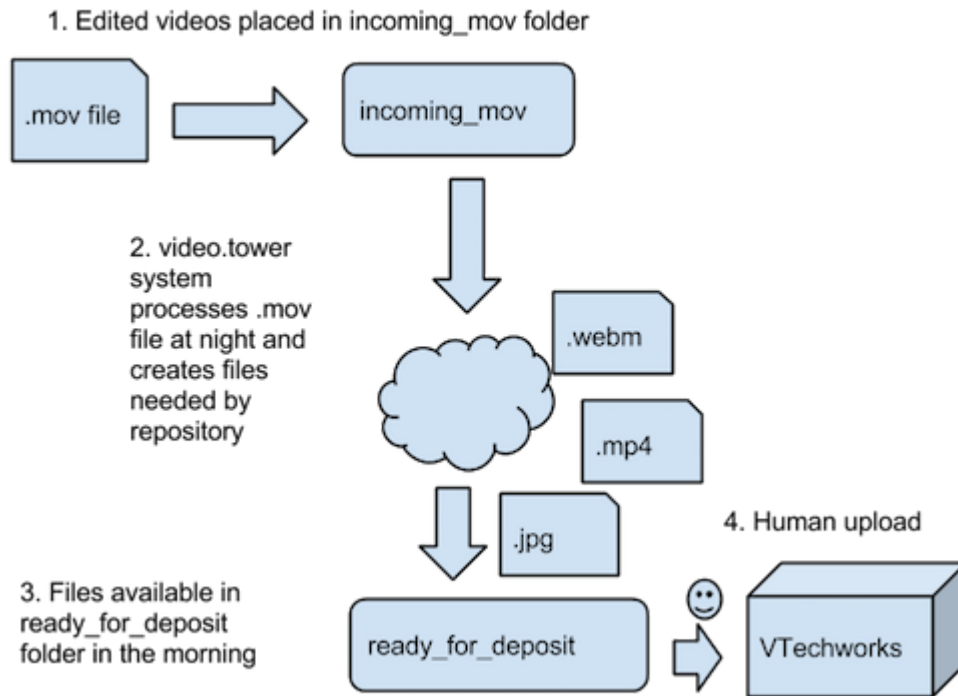 1. Edited videos placed in incoming_mov folder
.mov file
incoming_mov
2. video.tower
system
processes .mov
file at night and
creates files
needed by
repository
.webm
.mp4
.jpg
4. Human upload
3. Files available in
ready_for_deposit
folder in the morning
ready_for_deposit
VTechworks